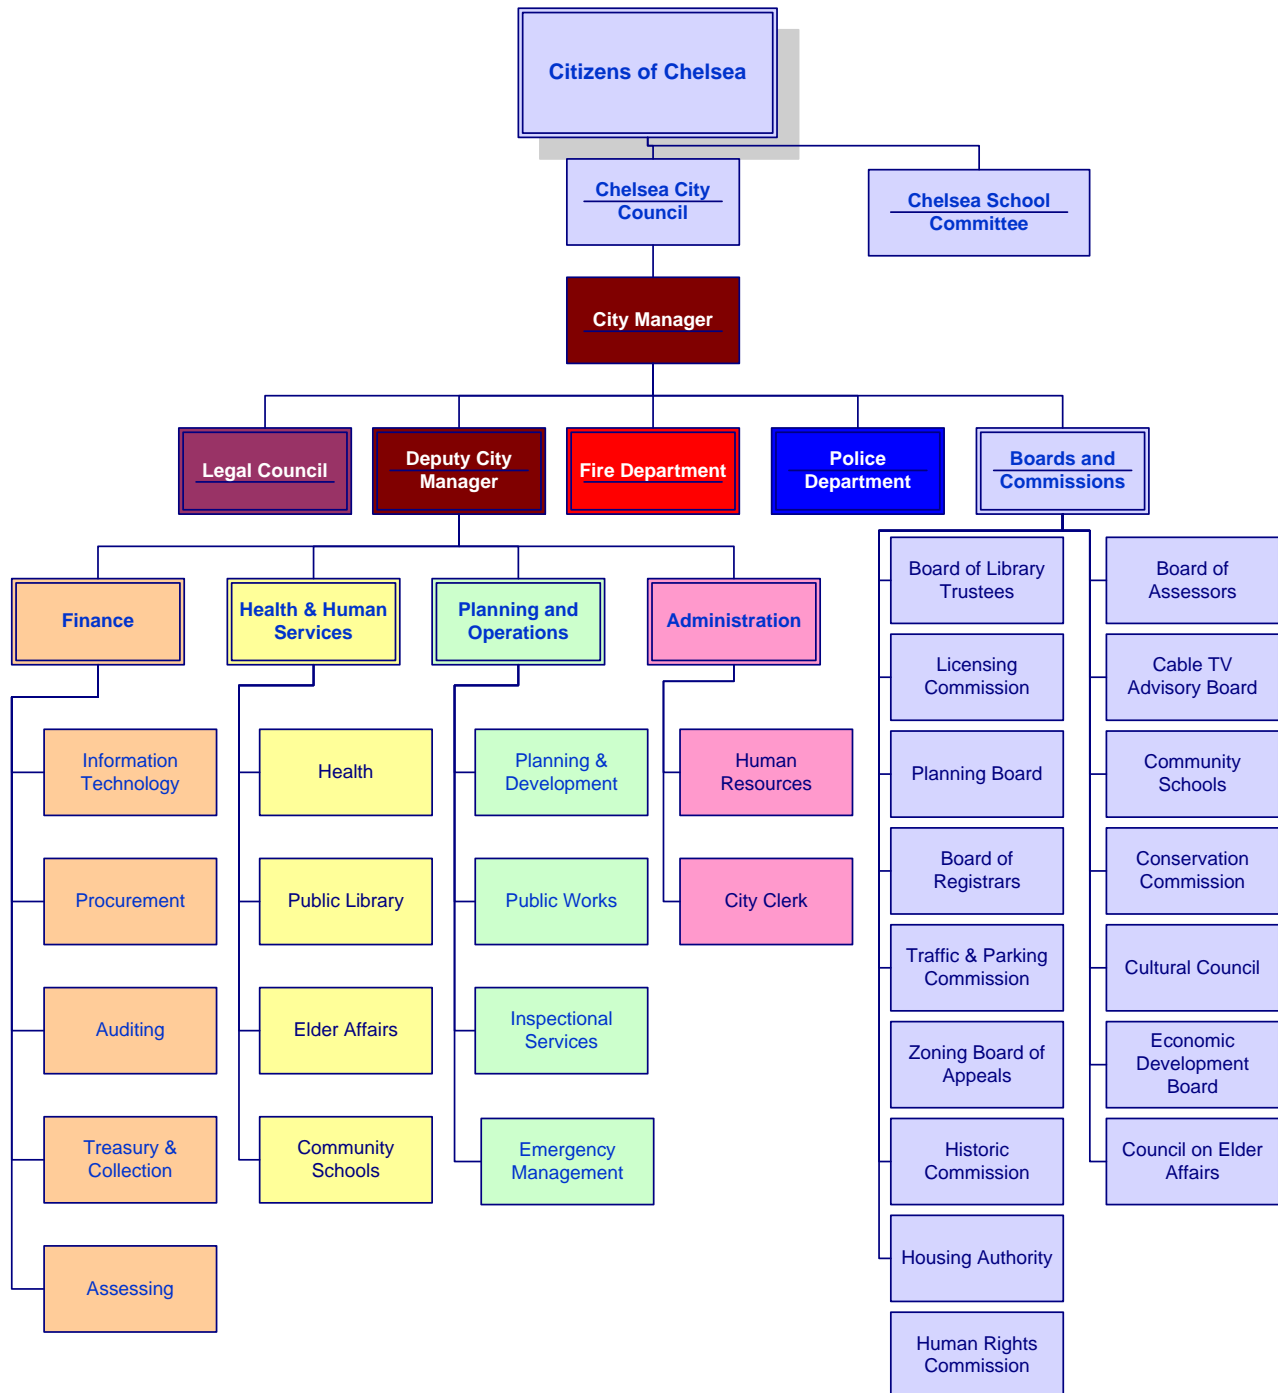 Citizens of Chelsea
Chelsea City
Council
Chelsea School
Committee
City Manager
Legal Council
Deputy City
Manager
Fire Department
Police
Department
Boards and
Commissions
Finance
Health & Human
Services
Planning and
Operations
Administration
Information
Technology
Procurement
Auditing
Treasury &
Collection
Assessing
Health
Public Library
Elder Affairs
Community
Schools
Planning &
Development
Public Works
Inspectional
Services
Emergency
Management
Human
Resources
City Clerk
Board of Library
Trustees
Licensing
Commission
Planning Board
Board of
Registrars
Traffic & Parking
Commission
Zoning Board of
Appeals
Historic
Commission
Housing Authority
Human Rights
Commission
Board of
Assessors
Cable TV
Advisory Board
Community
Schools
Conservation
Commission
Cultural Council
Economic
Development
Board
Council on Elder
Affairs